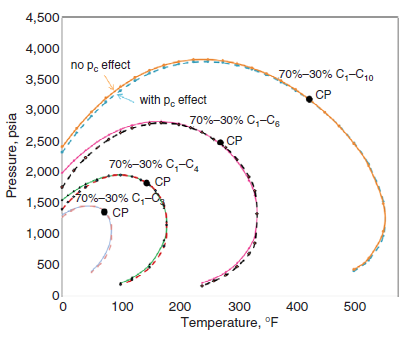 4,500
4,000
3,500
3,000
2,500
2,000
1,500
1,000
500
0
Pressure, psia
no pc effect
with pc effect
70%–30% C1–C10
CP
70%–30% C1–C6
CP
70%–30% C1–C4
CP
70%–30% C1–C3
CP
0 100 200 300 400 500
Temperature, °F